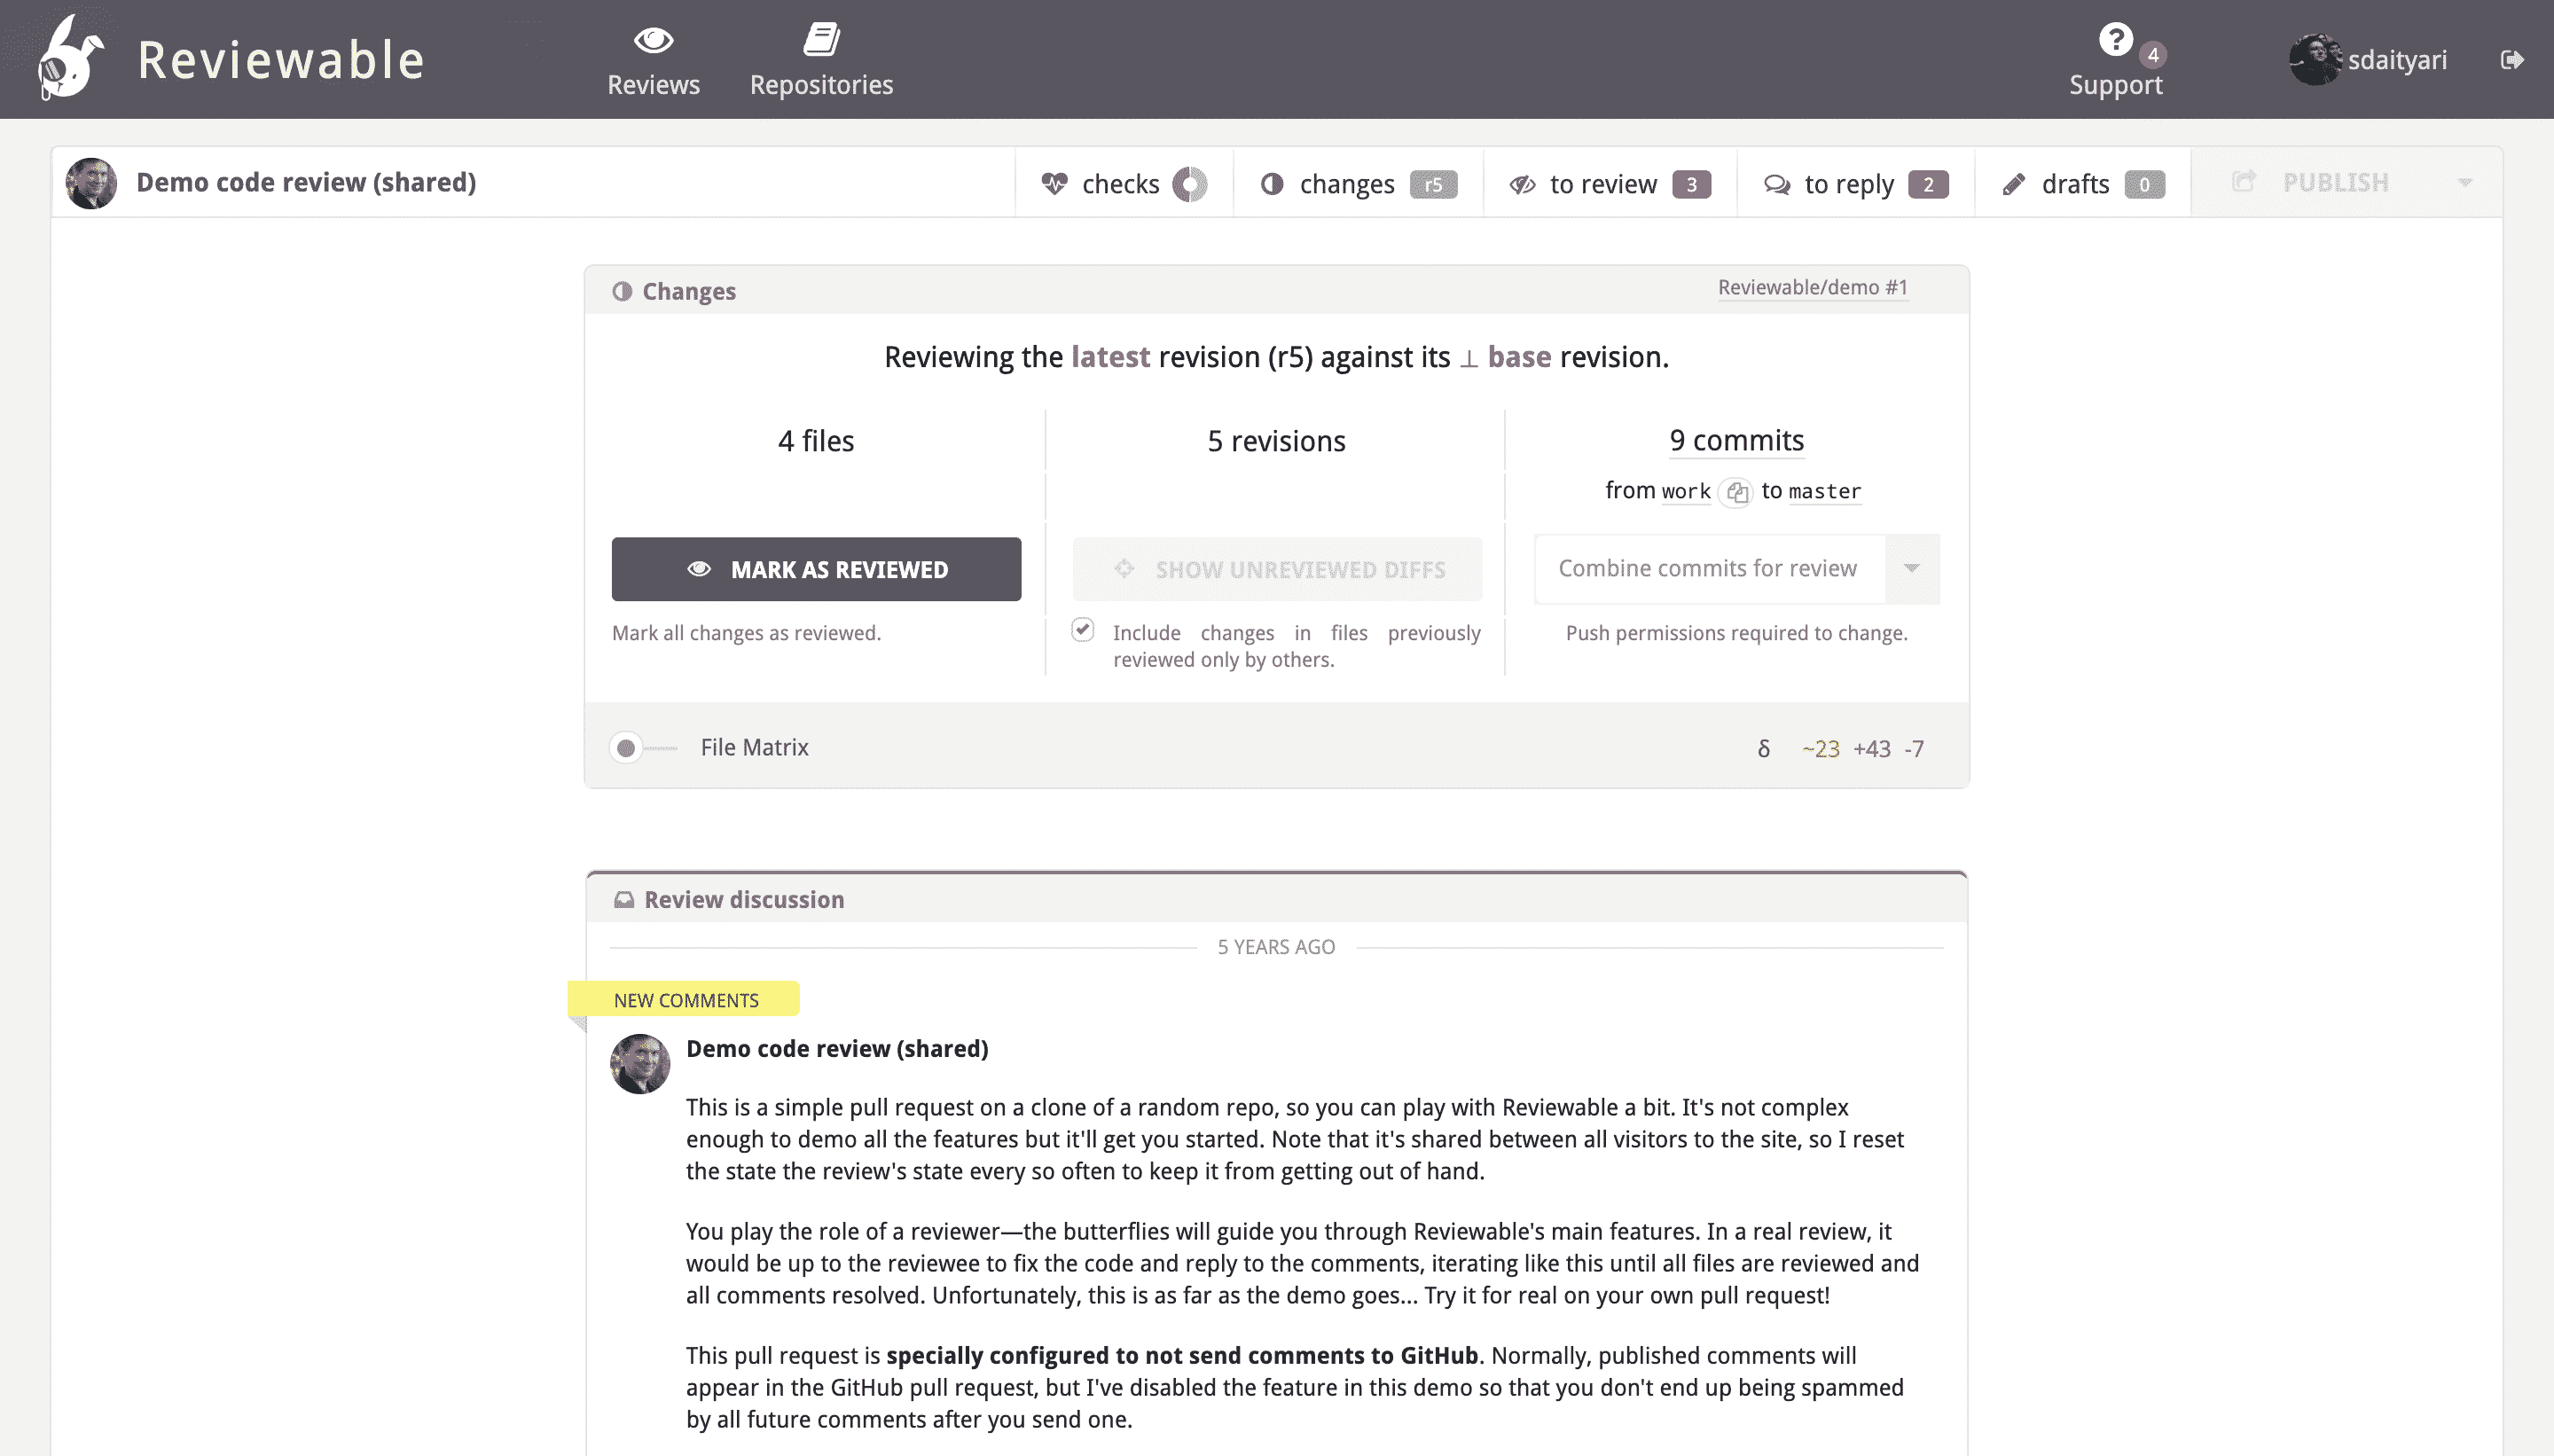 Reviewable
Reviews
Repositories
4
Support
sdaityari
Demo code review (shared)
checks
changes r5
to review 3
to reply 2
drafts 0
PUBLISH
Changes
Reviewable/demo #1
Reviewing the latest revision (r5) against its ⊥ base revision.
4 files
5 revisions
9 commits
from work to master
MARK AS REVIEWED
SHOW UNREVIEWED DIFFS
Combine commits for review
Mark all changes as reviewed.
Include changes in files previously
reviewed only by others.
Push permissions required to change.
File Matrix
δ ~23 +43 -7
Review discussion
5 YEARS AGO
NEW COMMENTS
Demo code review (shared)
This is a simple pull request on a clone of a random repo, so you can play with Reviewable a bit. It's not complex
enough to demo all the features but it'll get you started. Note that it's shared between all visitors to the site, so I reset
the state the review's state every so often to keep it from getting out of hand.
You play the role of a reviewer—the butterflies will guide you through Reviewable's main features. In a real review, it
would be up to the reviewee to fix the code and reply to the comments, iterating like this until all files are reviewed and
all comments resolved. Unfortunately, this is as far as the demo goes... Try it for real on your own pull request!
This pull request is specially configured to not send comments to GitHub. Normally, published comments will
appear in the GitHub pull request, but I've disabled the feature in this demo so that you don't end up being spammed
by all future comments after you send one.